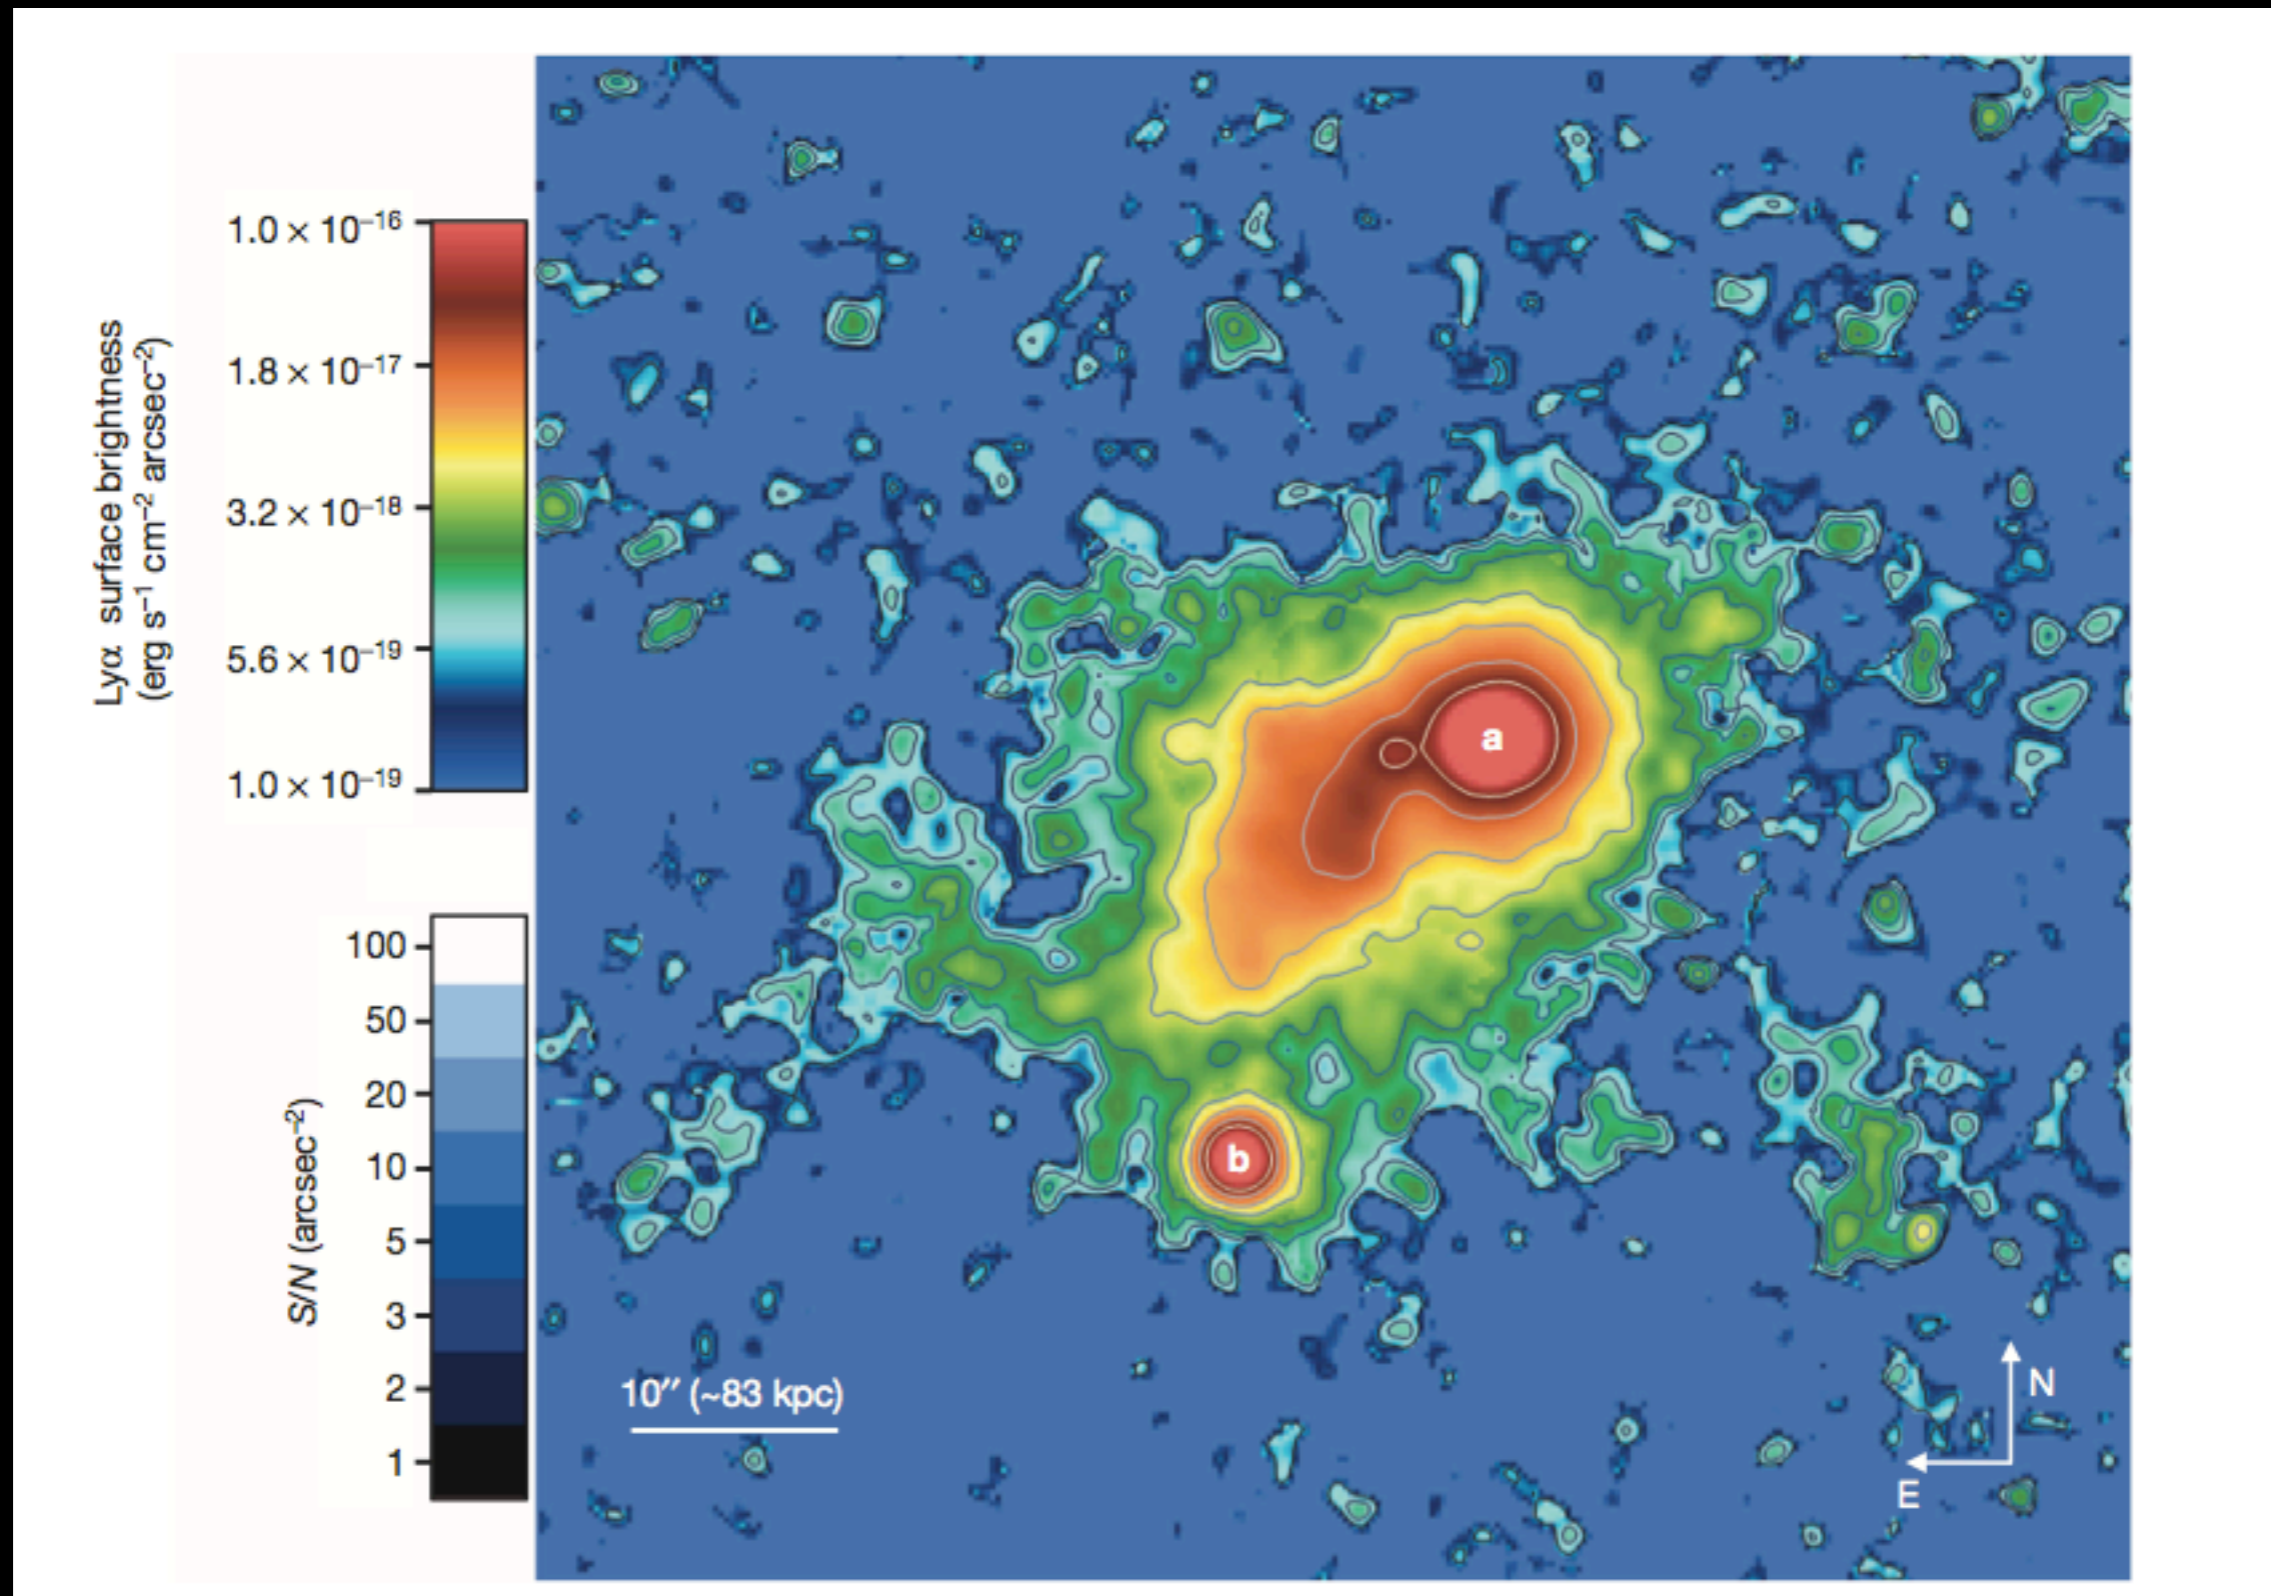 Lyα surface brightness
(erg s⁻¹ cm⁻² arcsec⁻²)
1.0 × 10⁻¹⁶
1.8 × 10⁻¹⁷
3.2 × 10⁻¹⁸
5.6 × 10⁻¹⁹
1.0 × 10⁻¹⁹
S/N (arcsec⁻²)
100
50
20
10
5
3
2
1
a
b
10″ (~83 kpc)
N
E